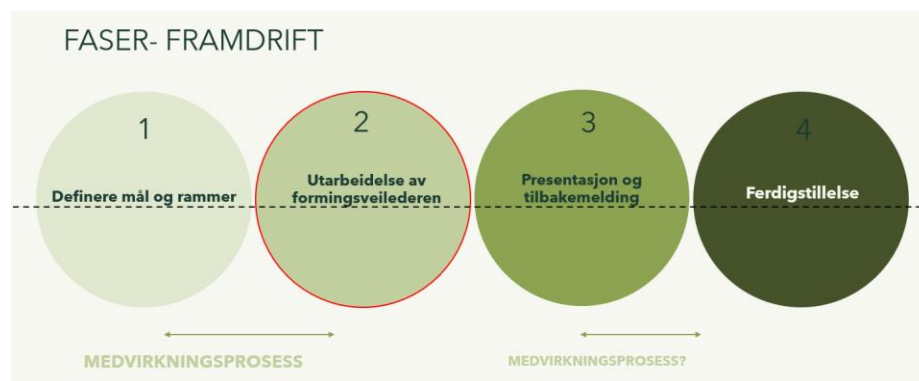 FASER- FRAMDRIFT
1
Definere mål og rammer
2
Utarbeidelse av
formingsveilederen
3
Presentasjon og
tilbakemelding
4
Ferdigstillelse
MEDVIRKNINGSPROSESS
MEDVIRKNINGSPROSESS?